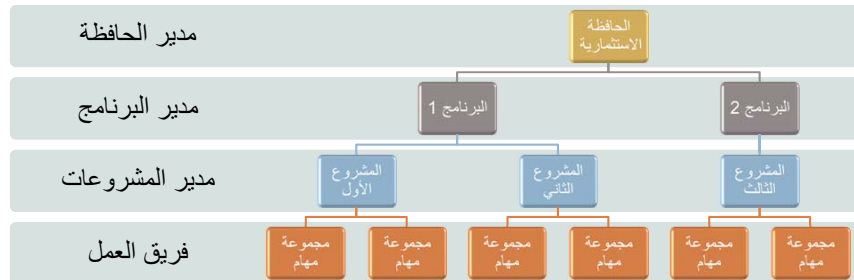 مدير الحافظة
الحافظة
الاستثمارية
مدير البرنامج
البرنامج 1
البرنامج 2
مدير المشروعات
المشروع
الأول
المشروع
الثاني
المشروع
الثالث
فريق العمل
مجموعة
مهام
مجموعة
مهام
مجموعة
مهام
مجموعة
مهام
مجموعة
مهام
مجموعة
مهام